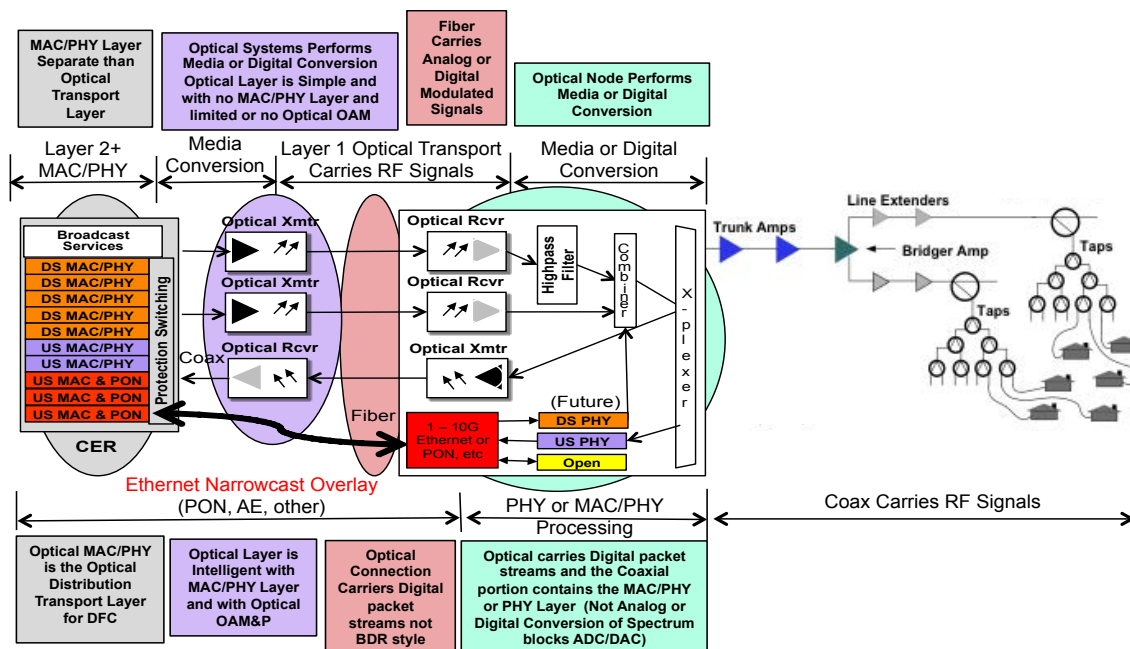 MAC/PHY Layer
Separate than
Optical
Transport
Layer
Optical Systems Performs
Media or Digital Conversion
Optical Layer is Simple and
with no MAC/PHY Layer and
limited or no Optical OAM
Fiber
Carries
Analog or
Digital
Modulated
Signals
Optical Node Performs
Media or Digital
Conversion
Layer 2+
MAC/PHY
Media
Conversion
Layer 1 Optical Transport
Carries RF Signals
Media or Digital
Conversion
Broadcast
Services
DS MAC/PHY
DS MAC/PHY
DS MAC/PHY
DS MAC/PHY
DS MAC/PHY
US MAC/PHY
US MAC/PHY
US MAC & PON
US MAC & PON
US MAC & PON
Protection Switching
CER
Optical Xmtr
Optical Xmtr
Optical Rcvr
Coax
Fiber
Optical Rcvr
Optical Rcvr
Optical Xmtr
Highpass
Filter
Combiner
X-plexer
(Future)
1 – 10G
Ethernet or
PON, etc
DS PHY
US PHY
Open
Trunk Amps
Line Extenders
Bridger Amp
Taps
Taps
Ethernet Narrowcast Overlay
(PON, AE, other)
PHY or MAC/PHY
Processing
Coax Carries RF Signals
Optical MAC/PHY
is the Optical
Distribution
Transport Layer
for DFC
Optical Layer is
Intelligent with
MAC/PHY Layer
and with Optical
OAM&P
Optical
Connection
Carriers Digital
packet
streams not
BDR style
Optical carries Digital packet
streams and the Coaxial
portion contains the MAC/PHY
or PHY Layer (Not Analog or
Digital Conversion of Spectrum
blocks ADC/DAC)